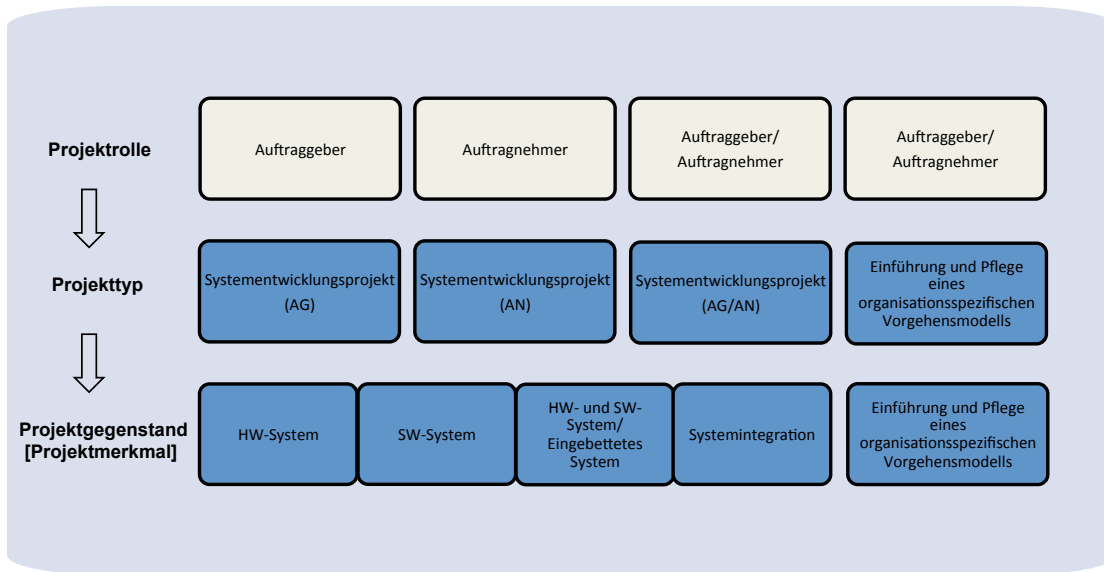 Projektrolle
Auftraggeber
Auftragnehmer
Auftraggeber/
Auftragnehmer
Auftraggeber/
Auftragnehmer
Projekttyp
Systementwicklungsprojekt
(AG)
Systementwicklungsprojekt
(AN)
Systementwicklungsprojekt
(AG/AN)
Einführung und Pflege
eines
organisationsspezifischen
Vorgehensmodells
Projektgegenstand
[Projektmerkmal]
HW-System
SW-System
HW- und SW-
System/
Eingebettetes
System
Systemintegration
Einführung und Pflege
eines
organisationsspezifischen
Vorgehensmodells